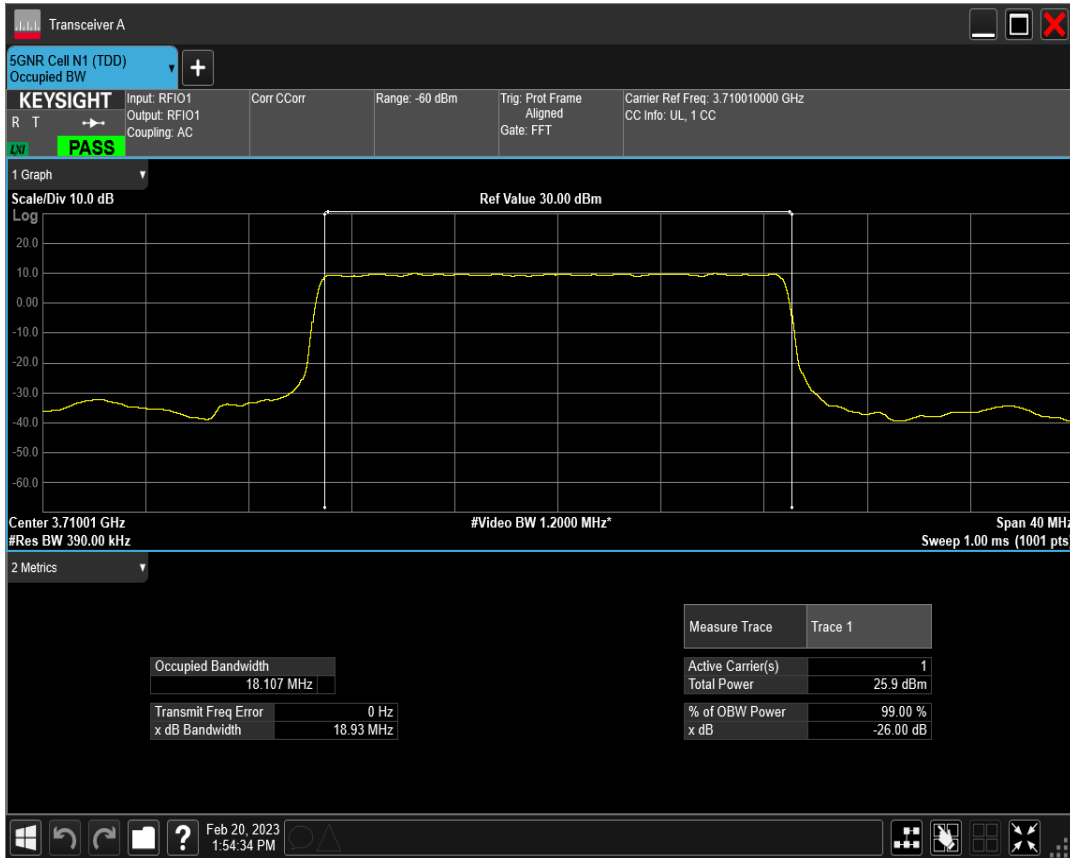 Transceiver A
5GNR Cell N1 (TDD)
Occupied BW
+
KEYSIGHT
R T
LXI
PASS
Input: RFIO1
Output: RFIO1
Coupling: AC
Corr CCorr
Range: -60 dBm
Trig: Prot Frame
Aligned
Gate: FFT
Carrier Ref Freq: 3.710010000 GHz
CC Info: UL, 1 CC
1 Graph
Scale/Div 10.0 dB
Ref Value 30.00 dBm
Log
20.0
10.0
0.00
-10.0
-20.0
-30.0
-40.0
-50.0
-60.0
Center 3.71001 GHz
#Video BW 1.2000 MHz*
Span 40 MHz
#Res BW 390.00 kHz
Sweep 1.00 ms (1001 pts)
2 Metrics
Measure Trace Trace 1
Occupied Bandwidth
18.107 MHz
Active Carrier(s) 1
Total Power 25.9 dBm
Transmit Freq Error 0 Hz
x dB Bandwidth 18.93 MHz
% of OBW Power 99.00 %
x dB -26.00 dB
?
Feb 20, 2023
1:54:34 PM